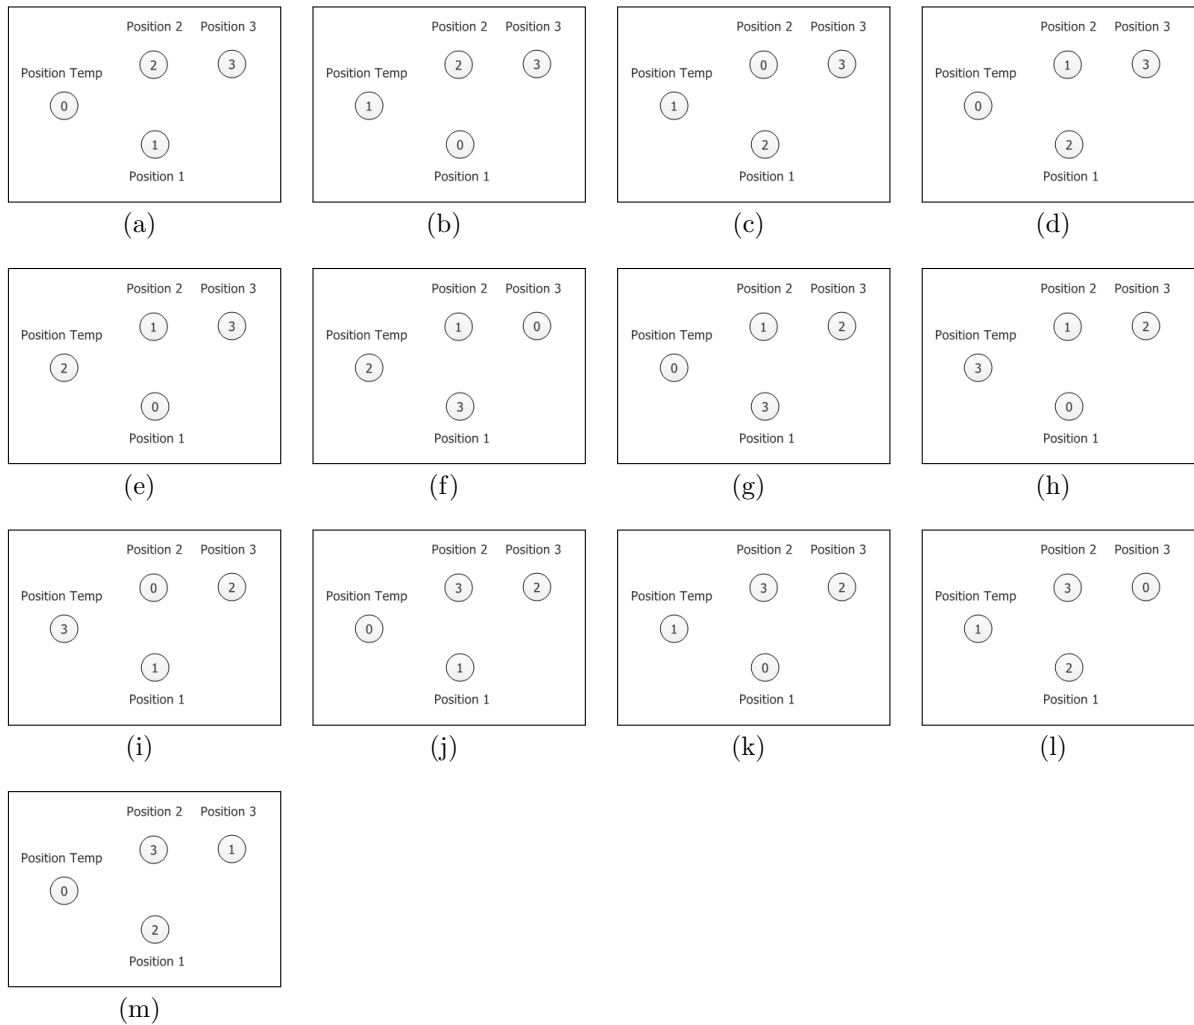 Position 2 Position 3 Position 2 Position 3 Position 2 Position 3 Position 2 Position 3
2 3 2 3 0 3 1 3
Position Temp Position Temp Position Temp Position Temp
0 1 1 0
1 0 2 2
Position 1 Position 1 Position 1 Position 1
(a) (b) (c) (d)
Position 2 Position 3 Position 2 Position 3 Position 2 Position 3 Position 2 Position 3
1 3 1 0 1 2 1 2
Position Temp Position Temp Position Temp Position Temp
2 2 0 3
0 3 3 0
Position 1 Position 1 Position 1 Position 1
(e) (f) (g) (h)
Position 2 Position 3 Position 2 Position 3 Position 2 Position 3 Position 2 Position 3
0 2 3 2 3 2 3 0
Position Temp Position Temp Position Temp Position Temp
3 0 1 1
1 1 0 2
Position 1 Position 1 Position 1 Position 1
(i) (j) (k) (l)
Position 2 Position 3
3 1
Position Temp
0
2
Position 1
(m)